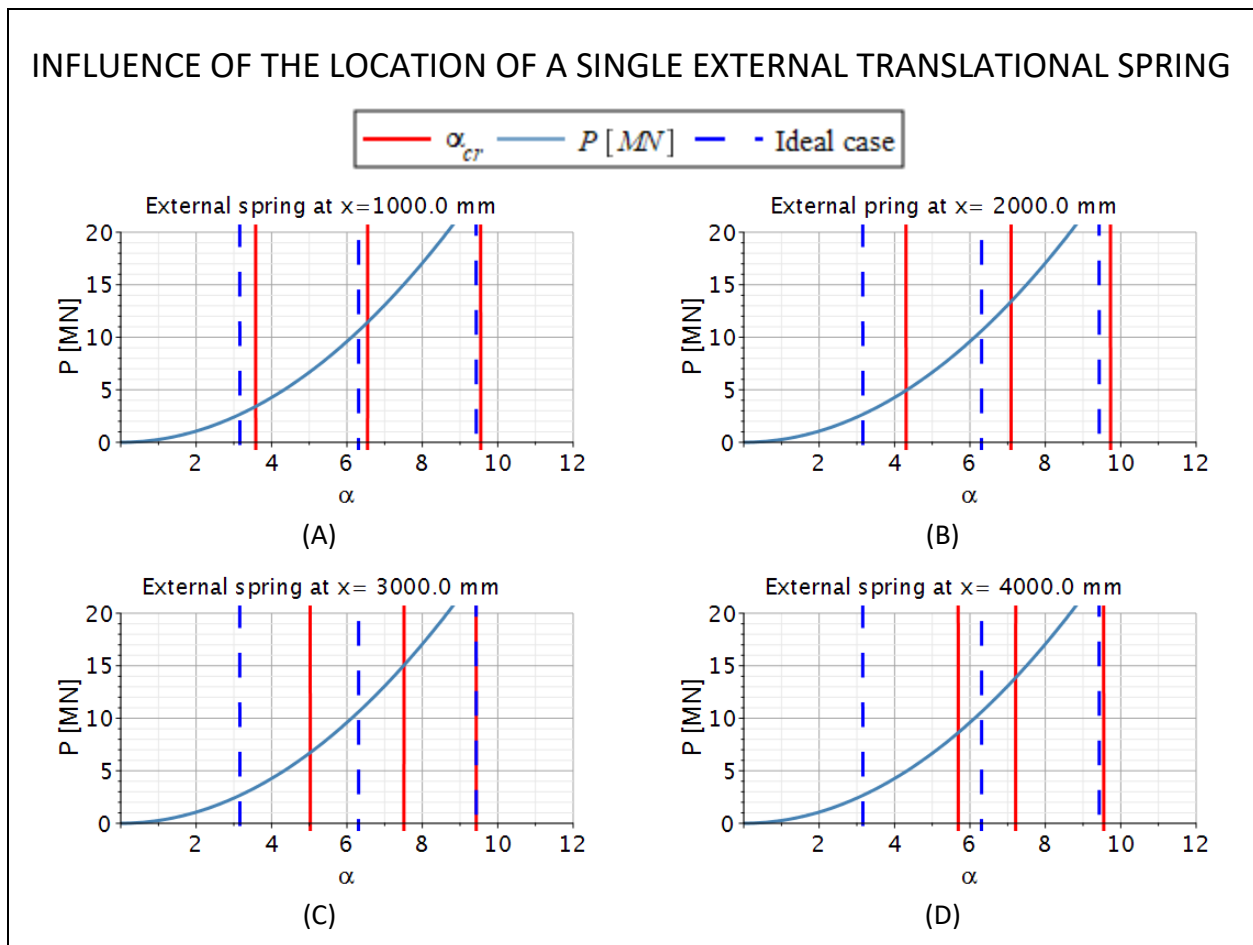 INFLUENCE OF THE LOCATION OF A SINGLE EXTERNAL TRANSLATIONAL SPRING
α_cr P [MN] Ideal case
External spring at x=1000.0 mm
20
15
10
5
0
P [MN]
2 4 6 8 10 12
α
(A)
External pring at x= 2000.0 mm
20
15
10
5
0
P [MN]
2 4 6 8 10 12
α
(B)
External spring at x= 3000.0 mm
20
15
10
5
0
P [MN]
2 4 6 8 10 12
α
(C)
External spring at x= 4000.0 mm
20
15
10
5
0
P [MN]
2 4 6 8 10 12
α
(D)